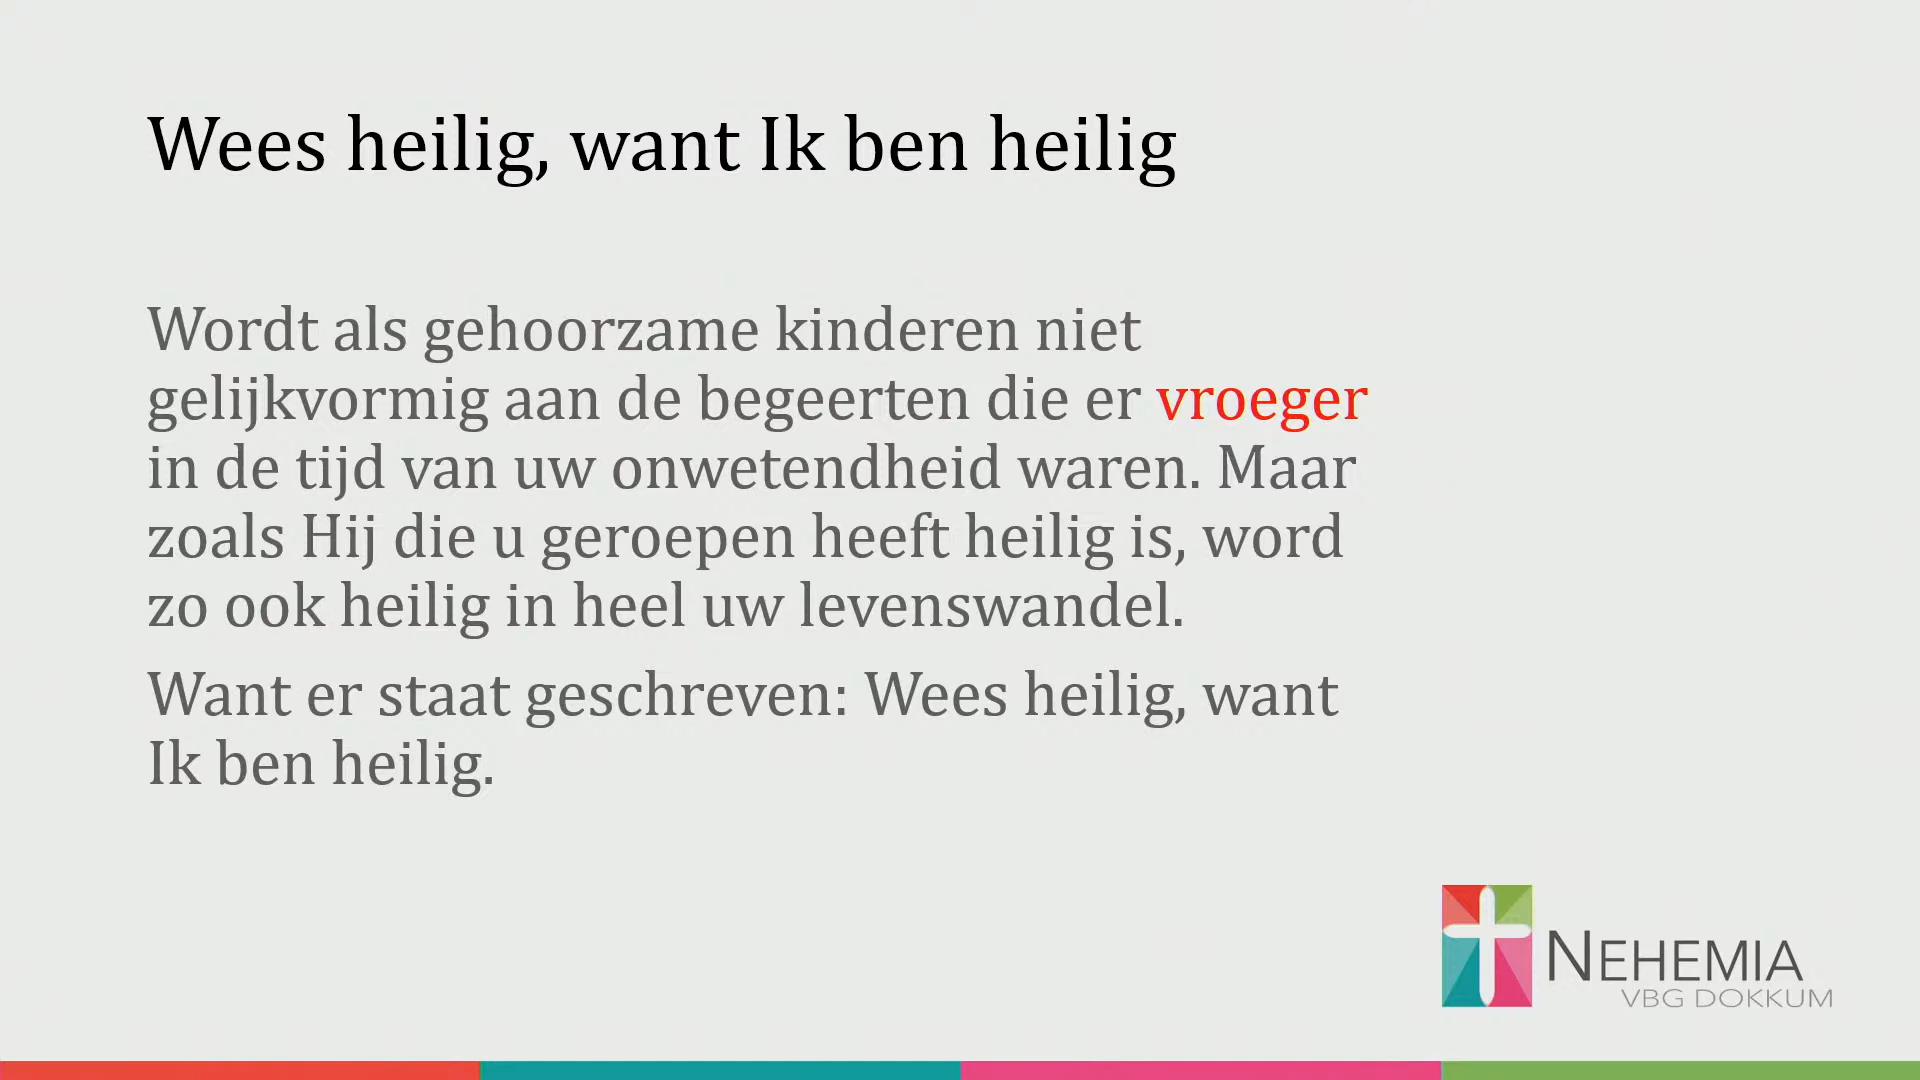 Wees heilig, want Ik ben heilig
Wordt als gehoorzame kinderen niet
gelijkvormig aan de begeerten die er vroeger
in de tijd van uw onwetendheid waren. Maar
zoals Hij die u geroepen heeft heilig is, word
zo ook heilig in heel uw levenswandel.
Want er staat geschreven: Wees heilig, want
Ik ben heilig.
NEHEMIA
VBG DOKKUM